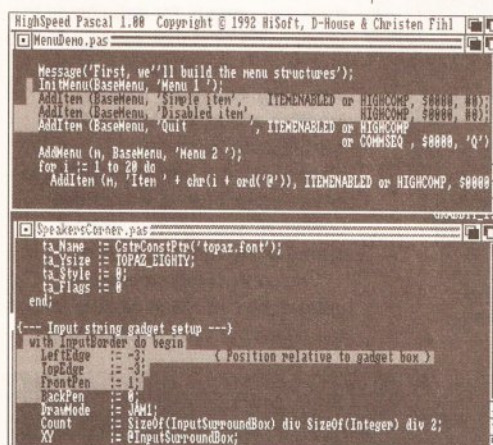 HighSpeed Pascal 1.00 Copyright © 1992 HiSoft, D-House & Christen Fihl
MenuDemo.pas
Message('First, we''ll build the menu structures');
InitMenu(BaseMenu, 'Menu 1 ');
AddItem (BaseMenu, 'Simple item', ITEMENABLED or HIGHCOMP, $0000, #0);
AddItem (BaseMenu, 'Disabled item', HIGHCOMP, $0000, #0);
AddItem (BaseMenu, 'Quit ', ITEMENABLED or HIGHCOMP
or COMMSEQ , $0000, 'Q')
AddMenu (m, BaseMenu, 'Menu 2 ');
for i := 1 to 20 do
AddItem (m, 'Item ' + chr(i + ord('@')), ITEMENABLED or HIGHCOMP, $0000
SpeakersCorner.pas
ta_Name := CstrConstPtr('topaz.font');
ta_Ysize := TOPAZ_EIGHTY;
ta_Style := 0;
ta_Flags := 0
end;
{--- Input string gadget setup ---}
with InputBorder do begin
LeftEdge := -3; { Position relative to gadget box }
TopEdge := -3;
FrontPen := 1;
BackPen := 0;
DrawMode := JAM1;
Count := SizeOf(InputSurroundBox) div SizeOf(Integer) div 2;
XY := @InputSurroundBox;